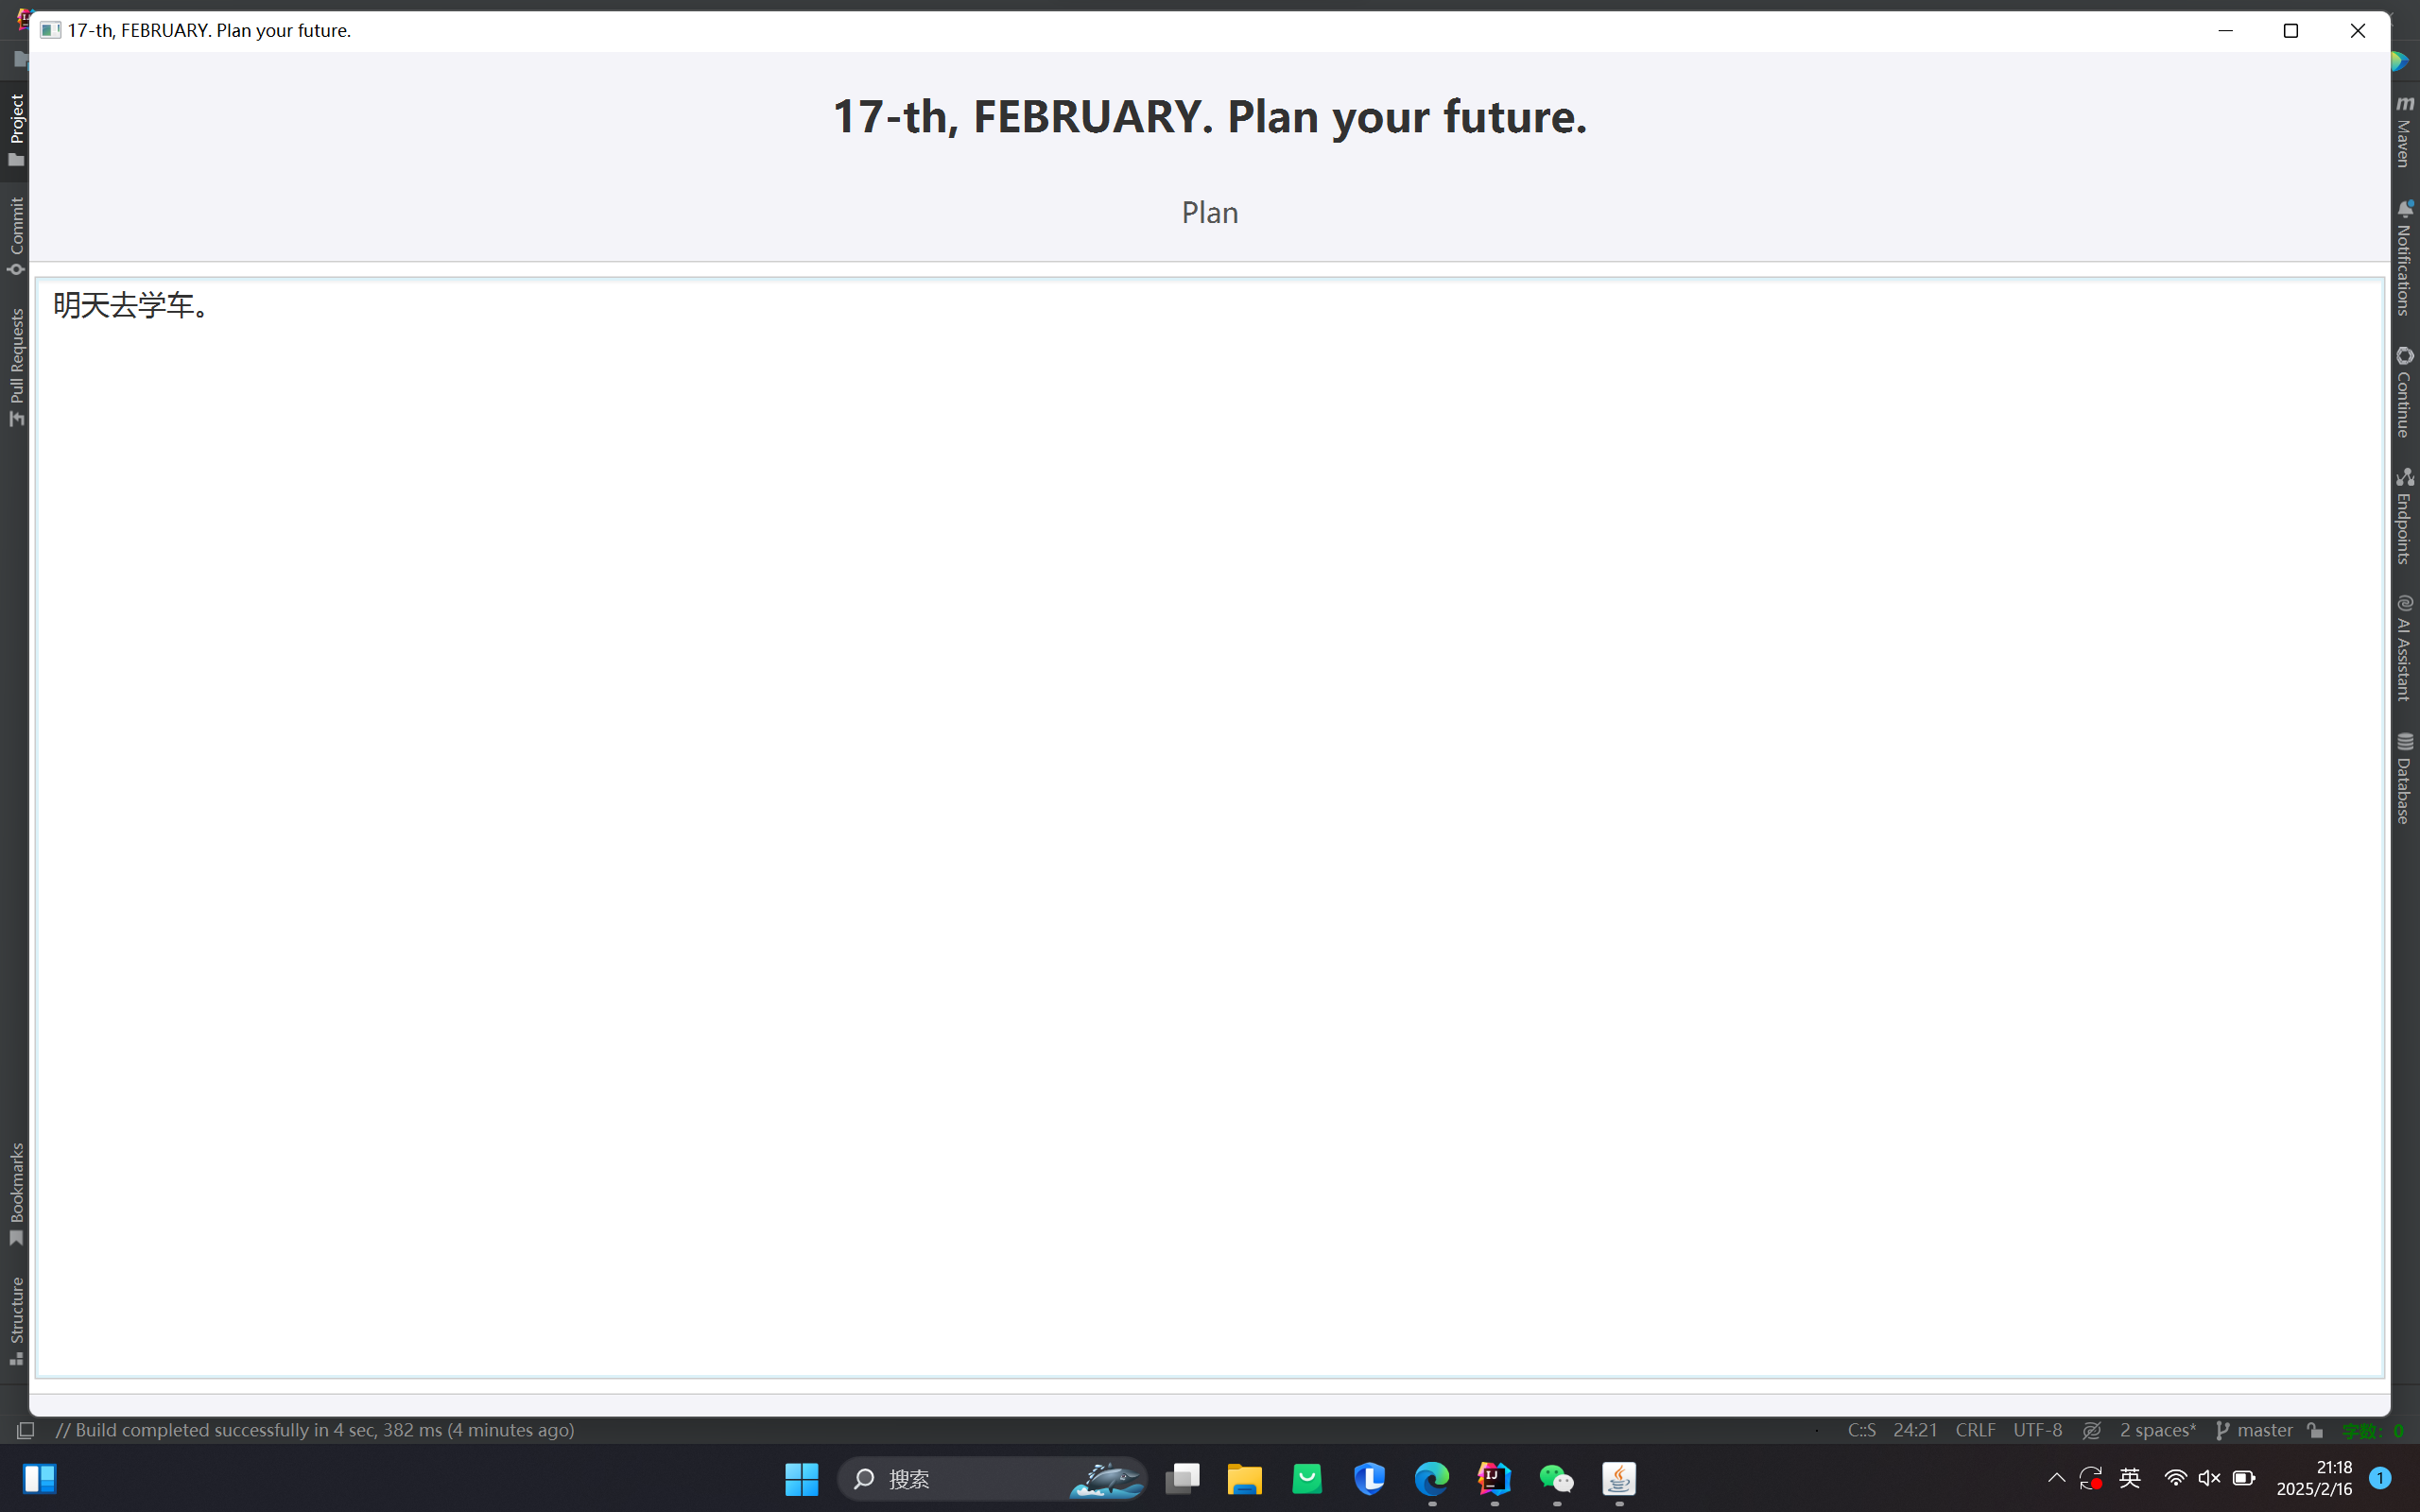 17-th, FEBRUARY. Plan your future.
17-th, FEBRUARY. Plan your future.
Plan
明天去学车。
Project
Commit
Pull Requests
Bookmarks
Structure
Maven
Notifications
Continue
Endpoints
AI Assistant
Database
// Build completed successfully in 4 sec, 382 ms (4 minutes ago)
C::S 24:21 CRLF UTF-8 2 spaces* master 字数: 0
搜索
英
21:18
2025/2/16
1